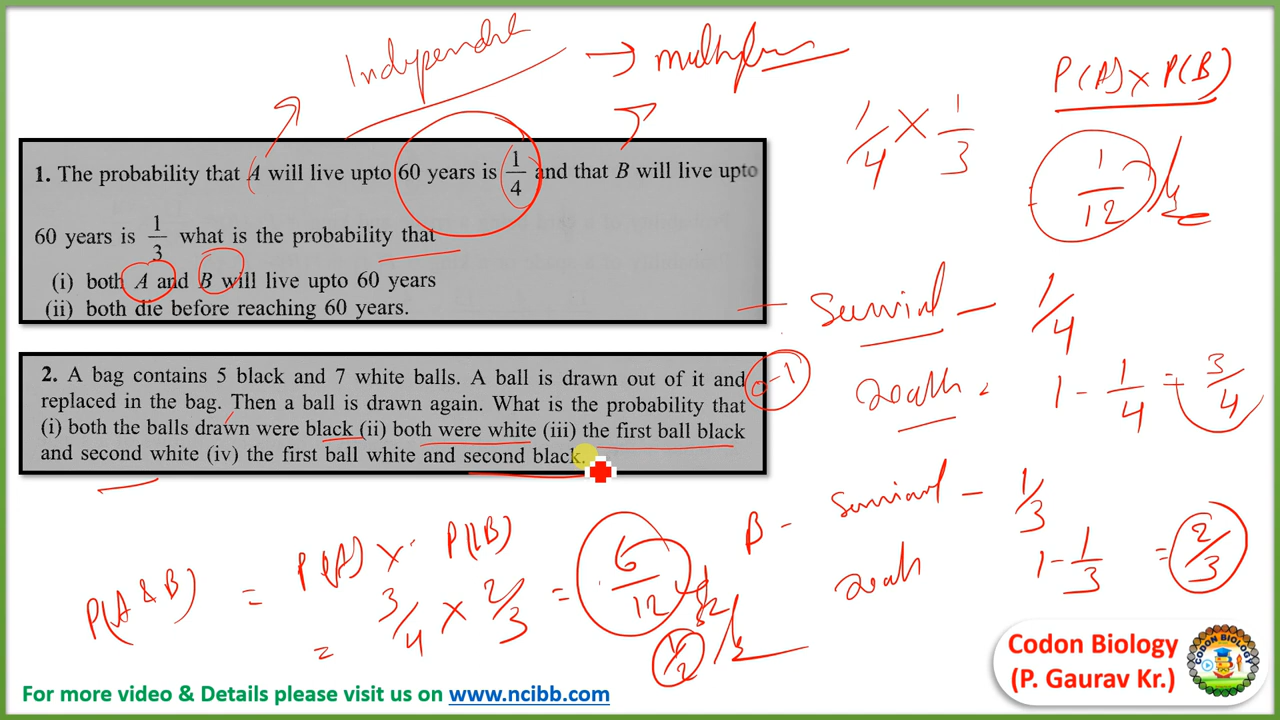 Independent → multiplication
P(A) × P(B)
1/4 × 1/3
= 1/12
1. The probability that A will live upto 60 years is 1/4 and that B will live upto
60 years is 1/3 what is the probability that
(i) both A and B will live upto 60 years
(ii) both die before reaching 60 years.
— Survival – 1/4
Death = 1 - 1/4 = 3/4
0-1
2. A bag contains 5 black and 7 white balls. A ball is drawn out of it and
replaced in the bag. Then a ball is drawn again. What is the probability that
(i) both the balls drawn were black (ii) both were white (iii) the first ball black
and second white (iv) the first ball white and second black.
B - Survival – 1/3
Death 1 - 1/3 = 2/3
P(A & B) = P(A) × P(B)
= 3/4 × 2/3 = 6/12
1/2
Codon Biology
(P. Gaurav Kr.)
CODON BIOLOGY
For more video & Details please visit us on www.ncibb.com